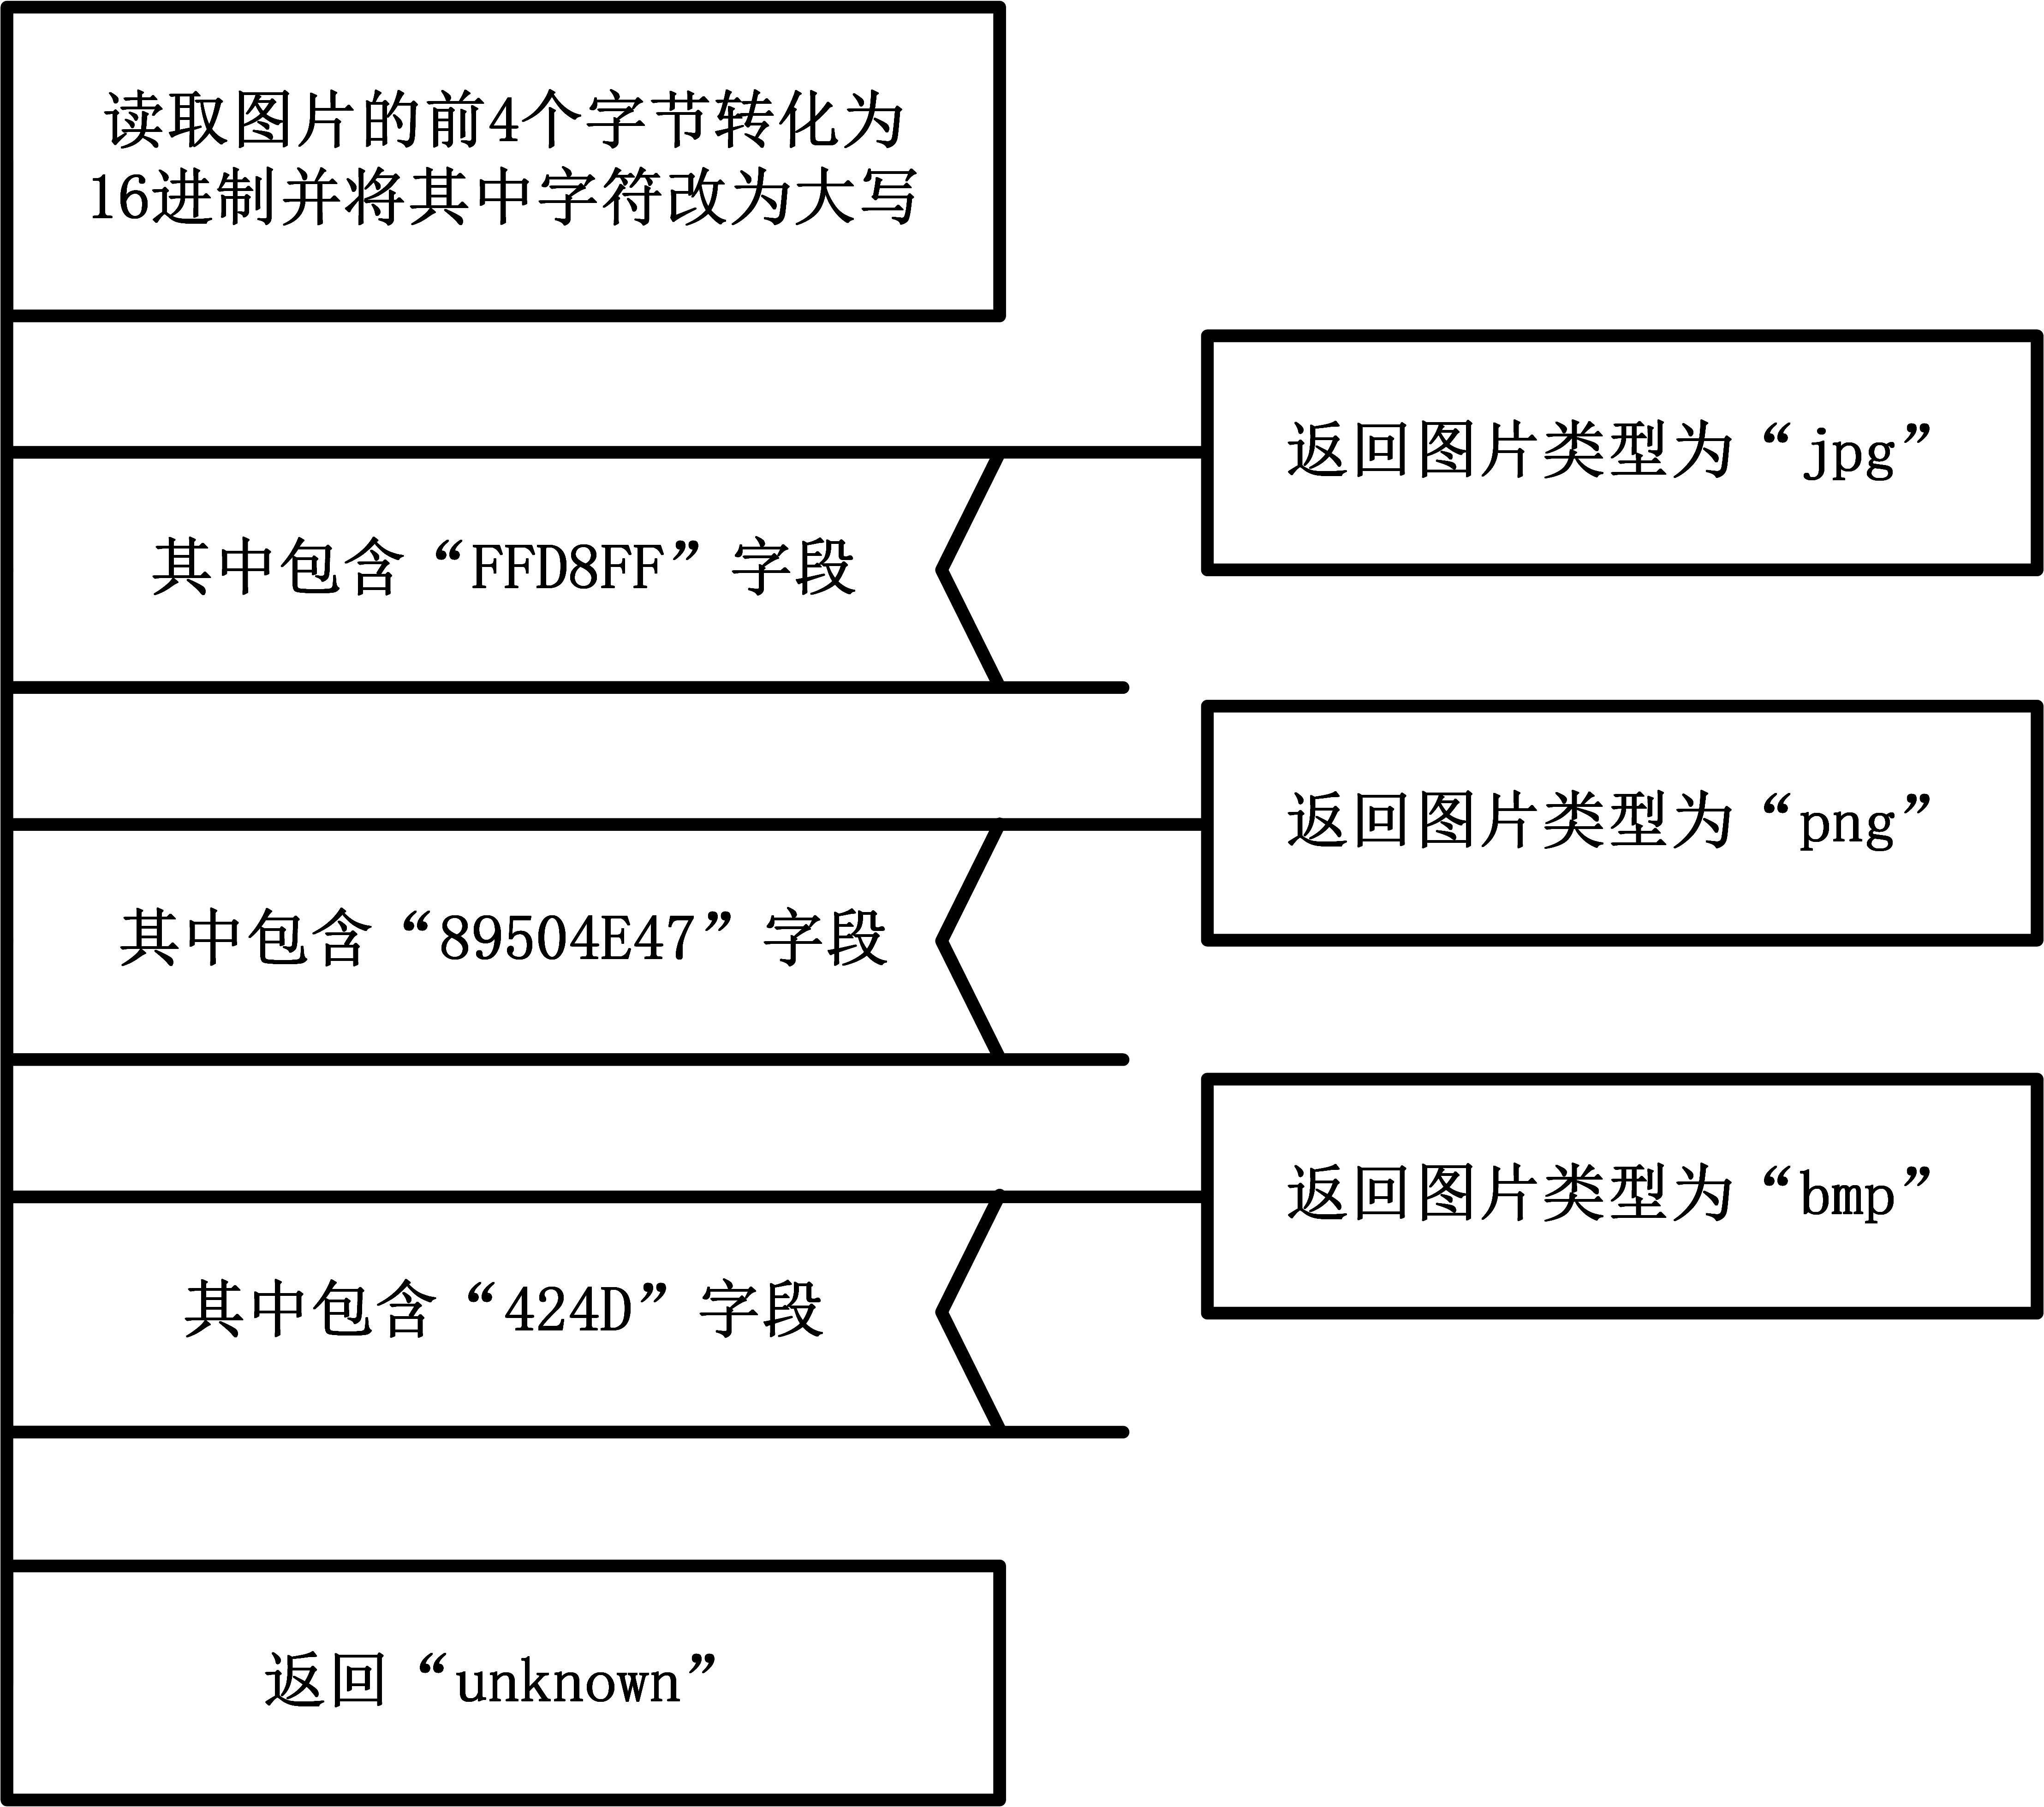 读取图片的前4个字节转化为
16进制并将其中字符改为大写
返回图片类型为“jpg”
其中包含“FFD8FF”字段
返回图片类型为“png”
其中包含“89504E47”字段
返回图片类型为“bmp”
其中包含“424D”字段
返回“unknown”